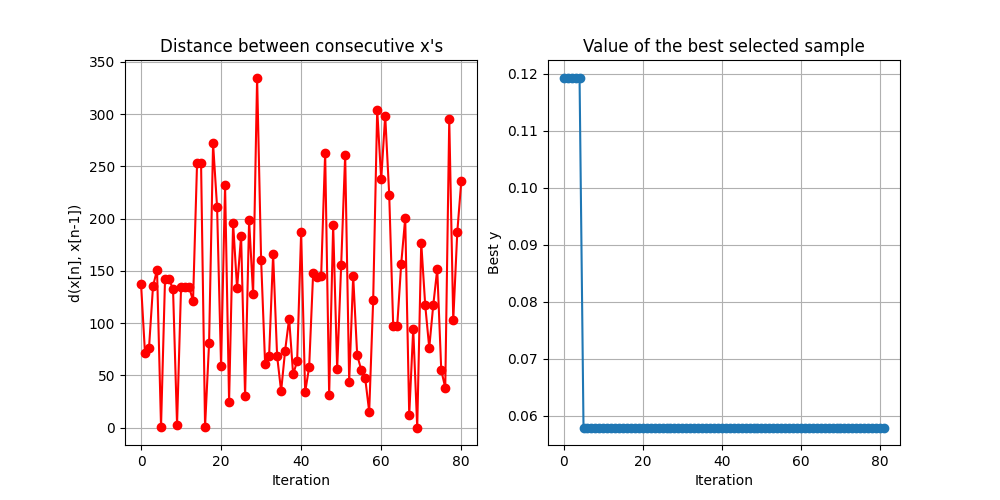 Distance between consecutive x's
d(x[n], x[n-1])
350
300
250
200
150
100
50
0
0 20 40 60 80
Iteration
Value of the best selected sample
Best y
0.12
0.11
0.10
0.09
0.08
0.07
0.06
0 20 40 60 80
Iteration